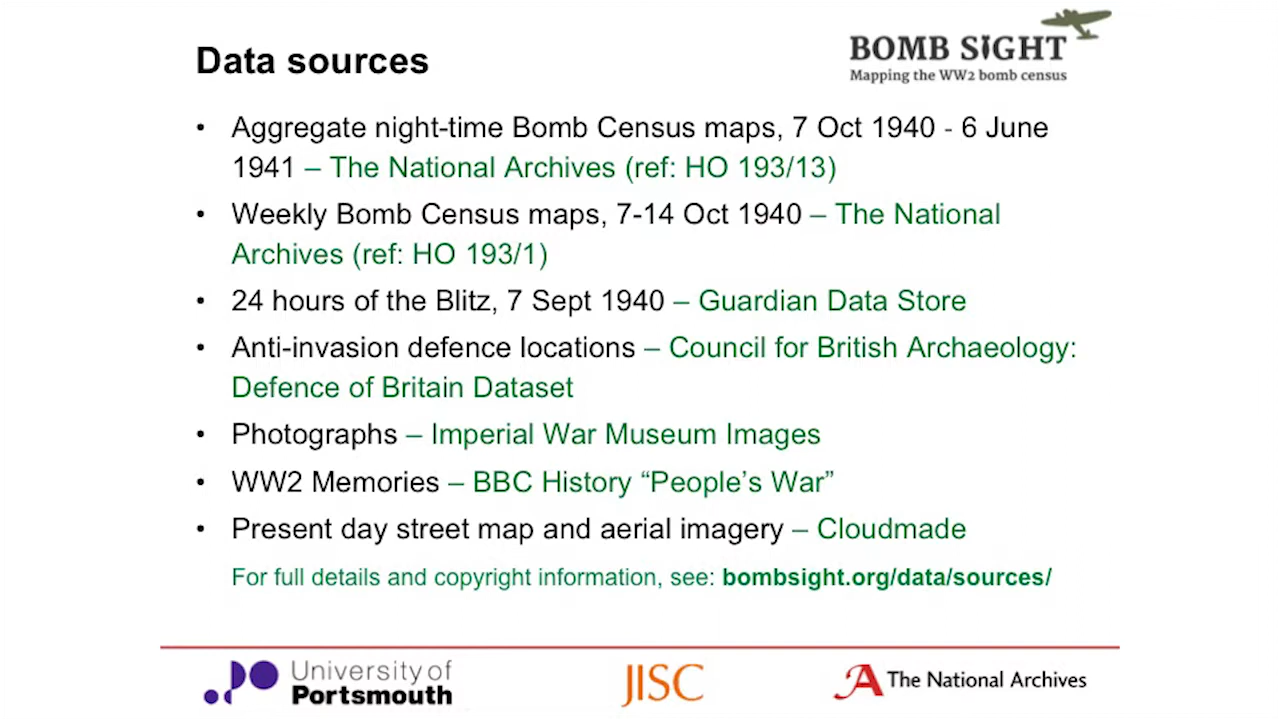 BOMB SIGHT
Mapping the WW2 bomb census
Data sources
• Aggregate night-time Bomb Census maps, 7 Oct 1940 - 6 June
1941 – The National Archives (ref: HO 193/13)
• Weekly Bomb Census maps, 7-14 Oct 1940 – The National
Archives (ref: HO 193/1)
• 24 hours of the Blitz, 7 Sept 1940 – Guardian Data Store
• Anti-invasion defence locations – Council for British Archaeology:
Defence of Britain Dataset
• Photographs – Imperial War Museum Images
• WW2 Memories – BBC History “People’s War”
• Present day street map and aerial imagery – Cloudmade
For full details and copyright information, see: bombsight.org/data/sources/
University of
Portsmouth
JISC
The National Archives